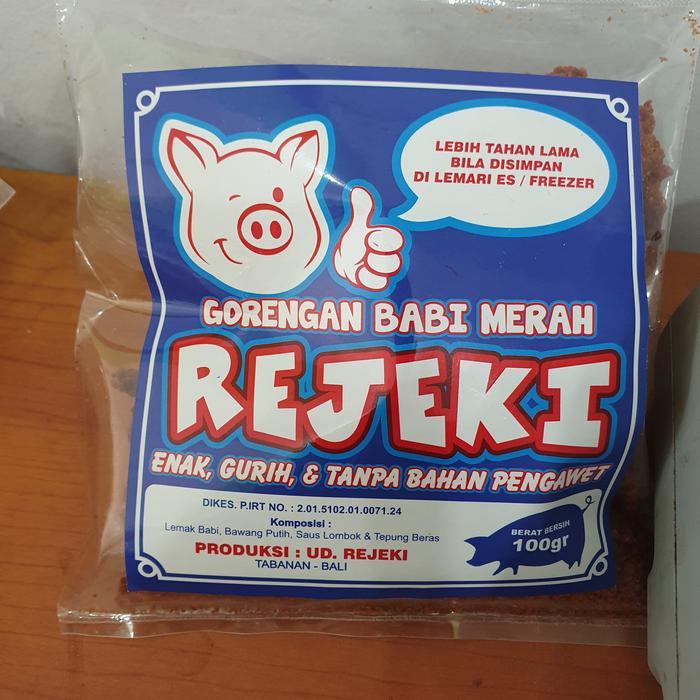 LEBIH TAHAN LAMA
BILA DISIMPAN
DI LEMARI ES / FREEZER
GORENGAN BABI MERAH
REJEKI
ENAK, GURIH, & TANPA BAHAN PENGAWET
DIKES. P.IRT NO. : 2.01.5102.01.0071.24
Komposisi :
Lemak Babi, Bawang Putih, Saus Lombok & Tepung Beras
PRODUKSI : UD. REJEKI
TABANAN - BALI
BERAT BERSIH
100gr